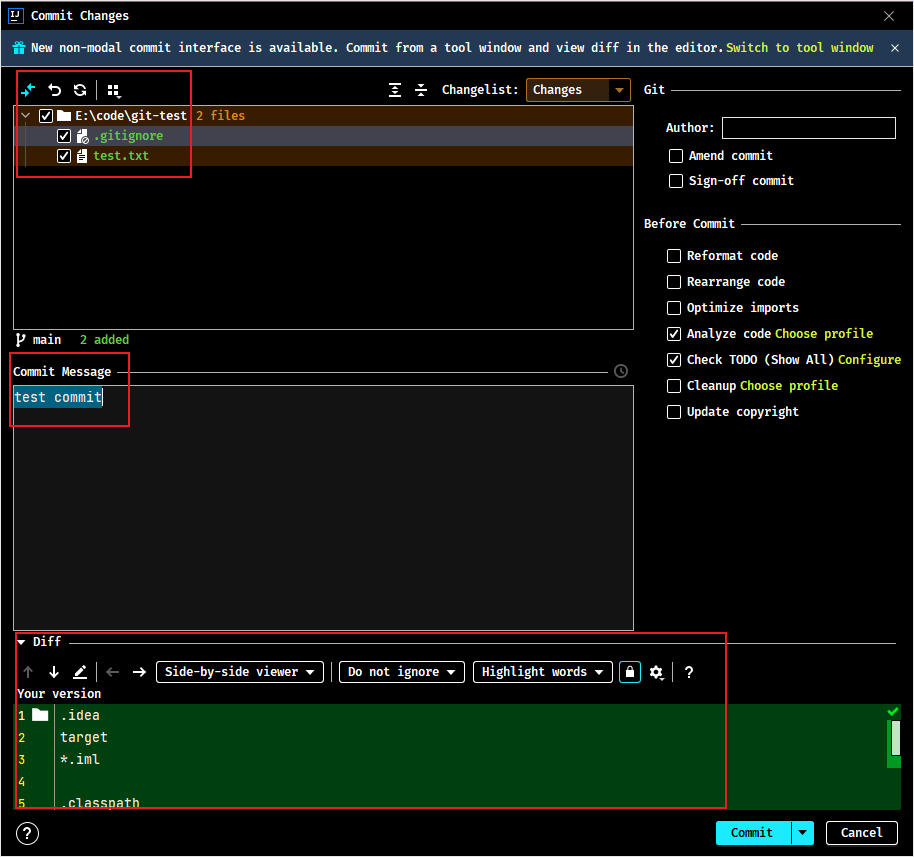 IJ Commit Changes
New non-modal commit interface is available. Commit from a tool window and view diff in the editor. Switch to tool window
Changelist: Changes
E:\code\git-test 2 files
.gitignore
test.txt
main 2 added
Commit Message
test commit
Git
Author:
Amend commit
Sign-off commit
Before Commit
Reformat code
Rearrange code
Optimize imports
Analyze code Choose profile
Check TODO (Show All) Configure
Cleanup Choose profile
Update copyright
Diff
Side-by-side viewer Do not ignore Highlight words ?
Your version
1 .idea
2 target
3 *.iml
4
5 .classpath
? Commit Cancel